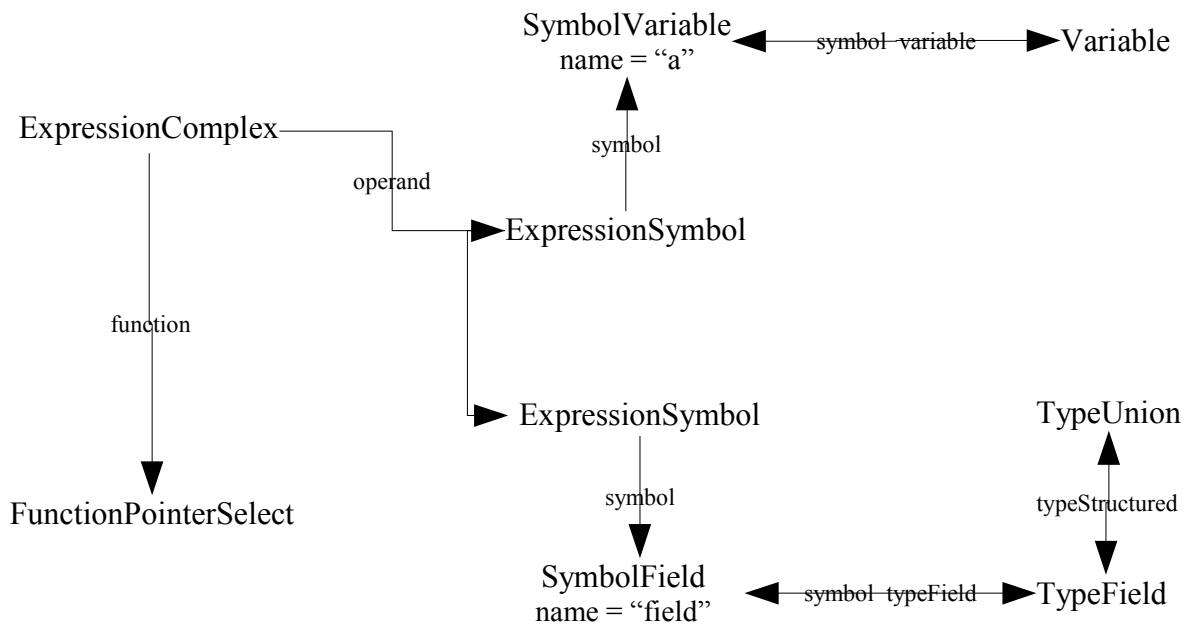 SymbolVariable
name = “a”
symbol variable
Variable
ExpressionComplex
symbol
operand
ExpressionSymbol
function
ExpressionSymbol
TypeUnion
symbol
typeStructured
FunctionPointerSelect
SymbolField
name = “field”
symbol typeField
TypeField